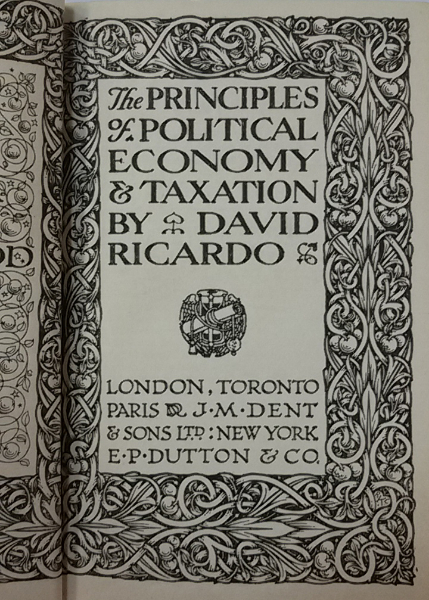 The PRINCIPLES
of POLITICAL
ECONOMY
& TAXATION
BY DAVID
RICARDO
LONDON, TORONTO
PARIS J.M.DENT
& SONS LTD: NEW YORK
E.P.DUTTON & CO.